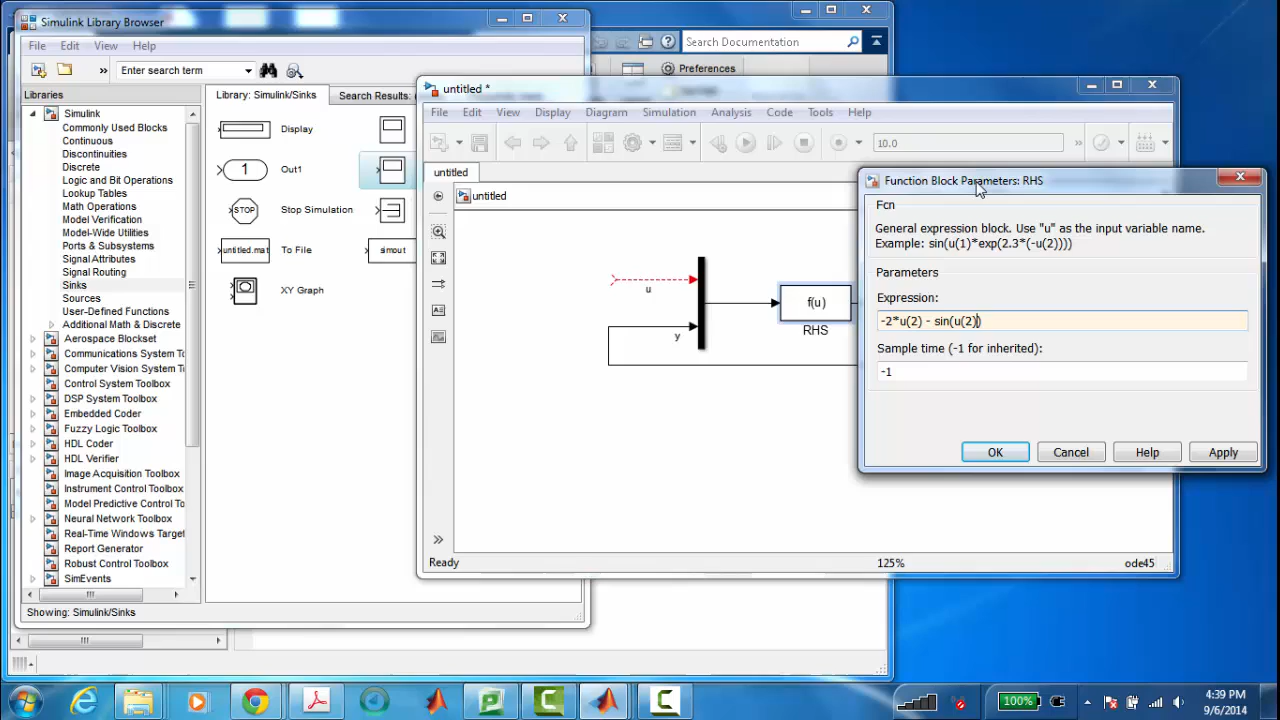 Simulink Library Browser
File Edit View Help
Enter search term
Libraries
Library: Simulink/Sinks
Search Results: (
Simulink
Commonly Used Blocks
Continuous
Discontinuities
Discrete
Logic and Bit Operations
Lookup Tables
Math Operations
Model Verification
Model-Wide Utilities
Ports & Subsystems
Signal Attributes
Signal Routing
Sinks
Sources
User-Defined Functions
Additional Math & Discrete
Aerospace Blockset
Communications System T
Computer Vision System T
Control System Toolbox
DSP System Toolbox
Embedded Coder
Fuzzy Logic Toolbox
HDL Coder
HDL Verifier
Image Acquisition Toolbox
Instrument Control Toolbox
Model Predictive Control To
Neural Network Toolbox
Real-Time Windows Target
Report Generator
Robust Control Toolbox
SimEvents
Showing: Simulink/Sinks
Display
1
Out1
STOP
Stop Simulation
untitled.mat
To File
simout
XY Graph
Search Documentation
Preferences
untitled *
File Edit View Display Diagram Simulation Analysis Code Tools Help
10.0
untitled
untitled
u
y
f(u)
RHS
Ready
125%
ode45
Function Block Parameters: RHS
Fcn
General expression block. Use "u" as the input variable name.
Example: sin(u(1)*exp(2.3*(-u(2))))
Parameters
Expression:
-2*u(2) - sin(u(2))
Sample time (-1 for inherited):
-1
OK Cancel Help Apply
100%
4:39 PM
9/6/2014